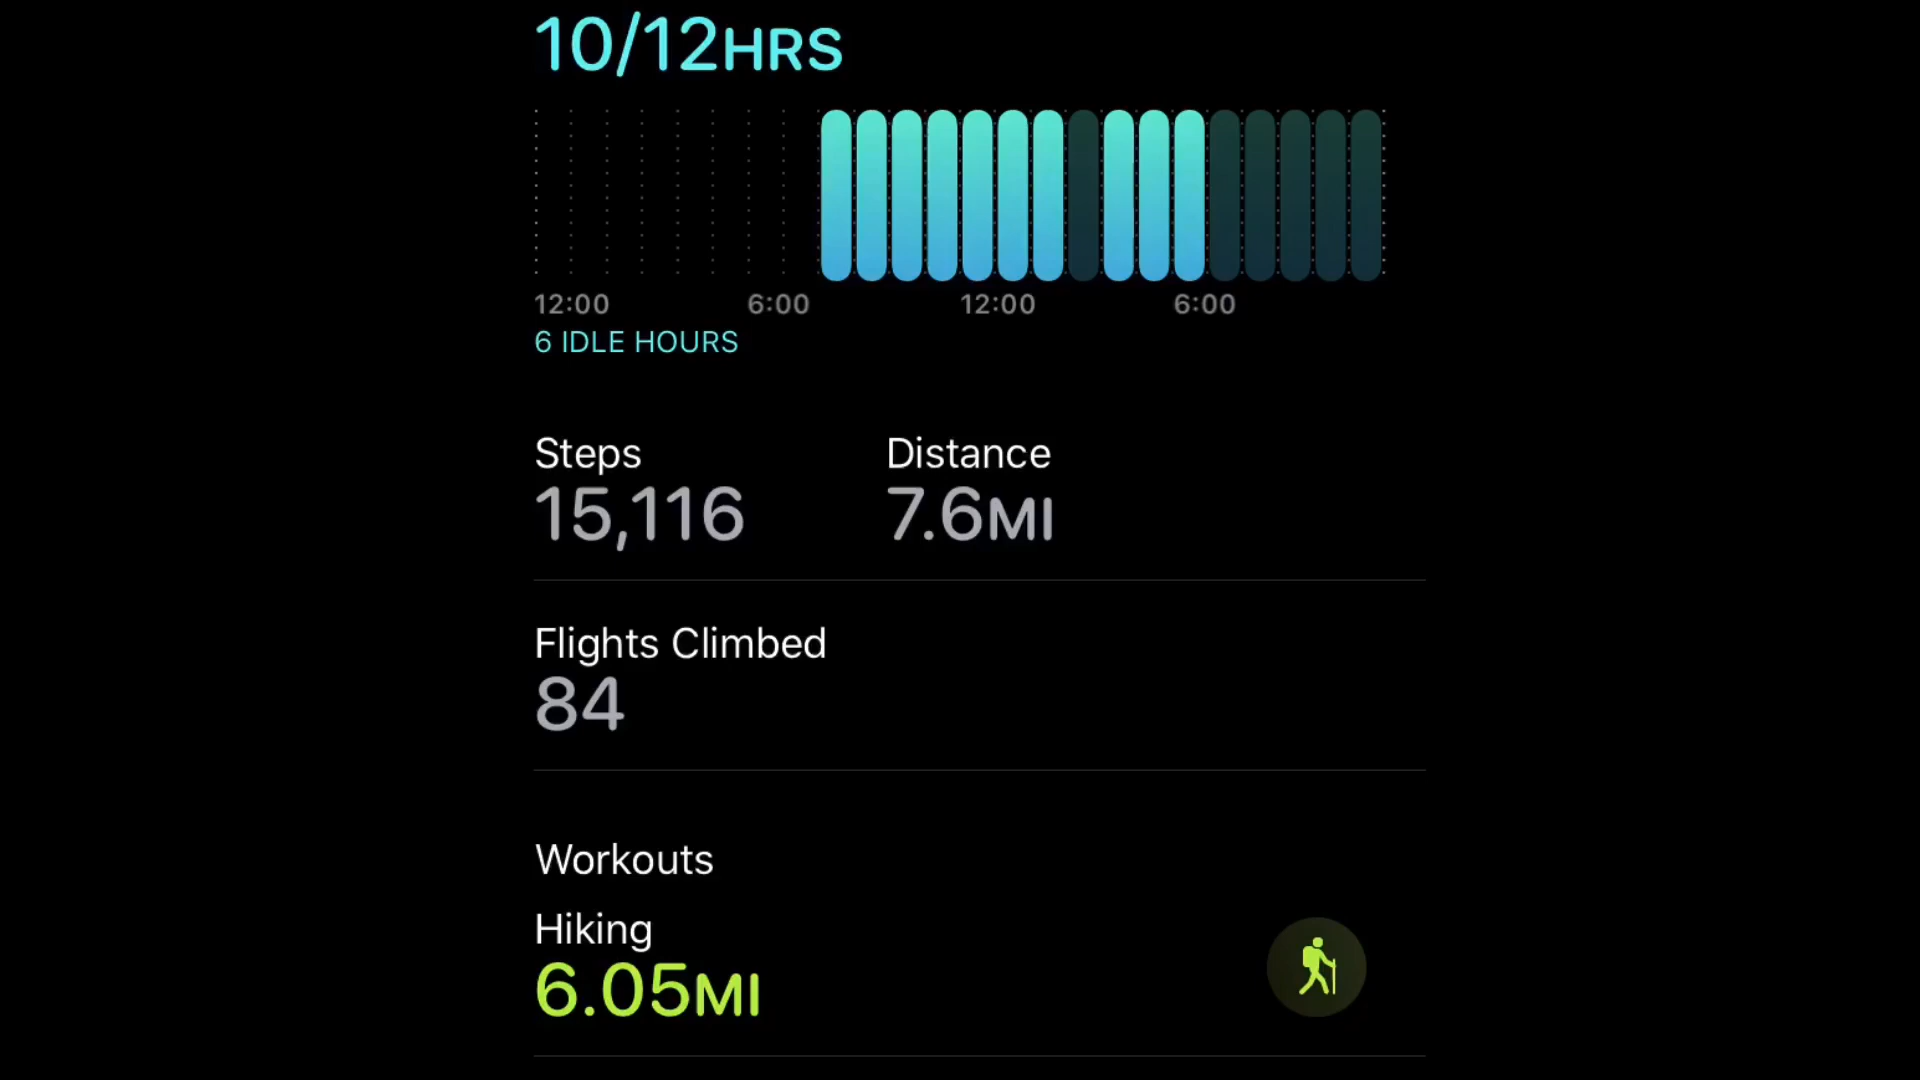 10/12HRS
12:00 6:00 12:00 6:00
6 IDLE HOURS
Steps Distance
15,116 7.6MI
Flights Climbed
84
Workouts
Hiking
6.05MI